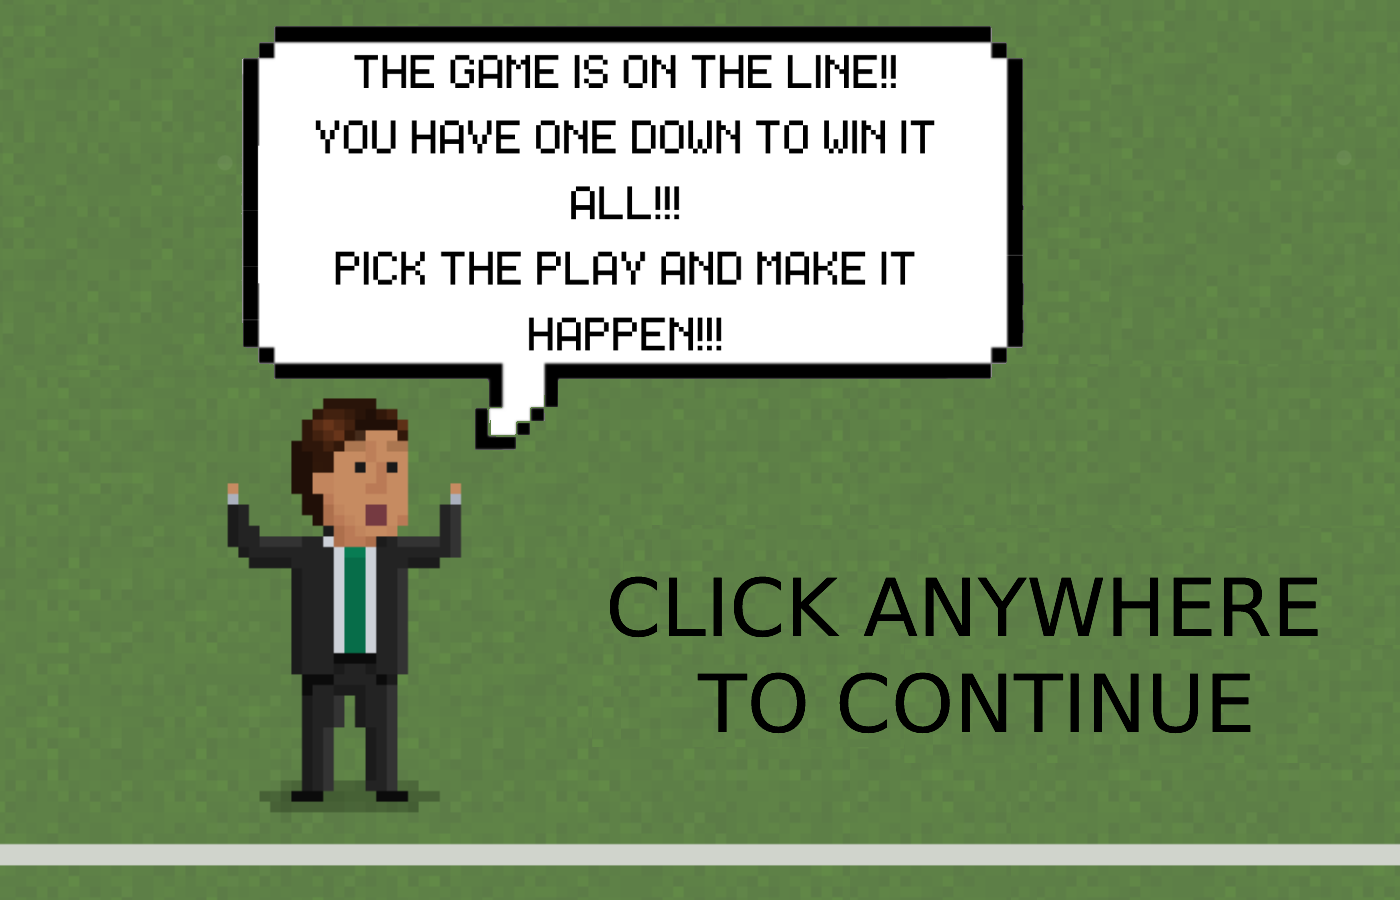 THE GAME IS ON THE LINE!!
YOU HAVE ONE DOWN TO WIN IT
ALL!!!
PICK THE PLAY AND MAKE IT
HAPPEN!!!
CLICK ANYWHERE
TO CONTINUE